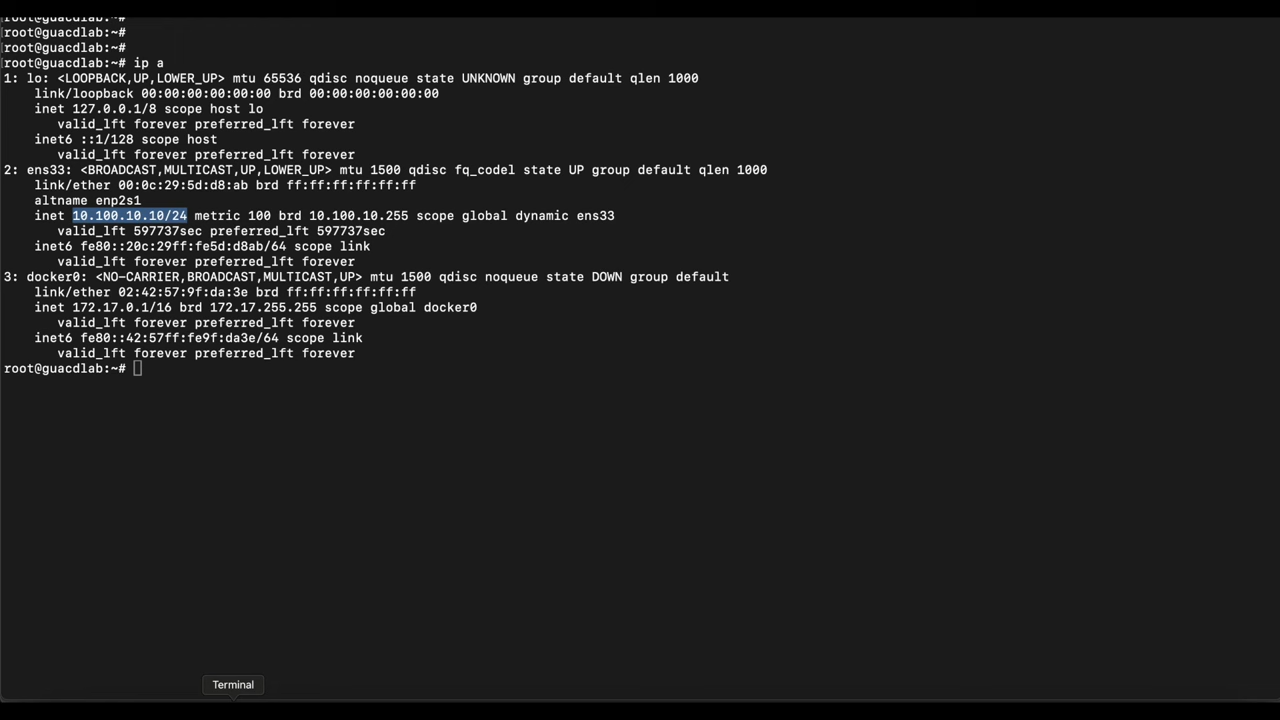 root@guacdlab:~#
root@guacdlab:~#
root@guacdlab:~#
root@guacdlab:~# ip a
1: lo: <LOOPBACK,UP,LOWER_UP> mtu 65536 qdisc noqueue state UNKNOWN group default qlen 1000
    link/loopback 00:00:00:00:00:00 brd 00:00:00:00:00:00
    inet 127.0.0.1/8 scope host lo
       valid_lft forever preferred_lft forever
    inet6 ::1/128 scope host
       valid_lft forever preferred_lft forever
2: ens33: <BROADCAST,MULTICAST,UP,LOWER_UP> mtu 1500 qdisc fq_codel state UP group default qlen 1000
    link/ether 00:0c:29:5d:d8:ab brd ff:ff:ff:ff:ff:ff
    altname enp2s1
    inet 10.100.10.10/24 metric 100 brd 10.100.10.255 scope global dynamic ens33
       valid_lft 597737sec preferred_lft 597737sec
    inet6 fe80::20c:29ff:fe5d:d8ab/64 scope link
       valid_lft forever preferred_lft forever
3: docker0: <NO-CARRIER,BROADCAST,MULTICAST,UP> mtu 1500 qdisc noqueue state DOWN group default
    link/ether 02:42:57:9f:da:3e brd ff:ff:ff:ff:ff:ff
    inet 172.17.0.1/16 brd 172.17.255.255 scope global docker0
       valid_lft forever preferred_lft forever
    inet6 fe80::42:57ff:fe9f:da3e/64 scope link
       valid_lft forever preferred_lft forever
root@guacdlab:~#
Terminal